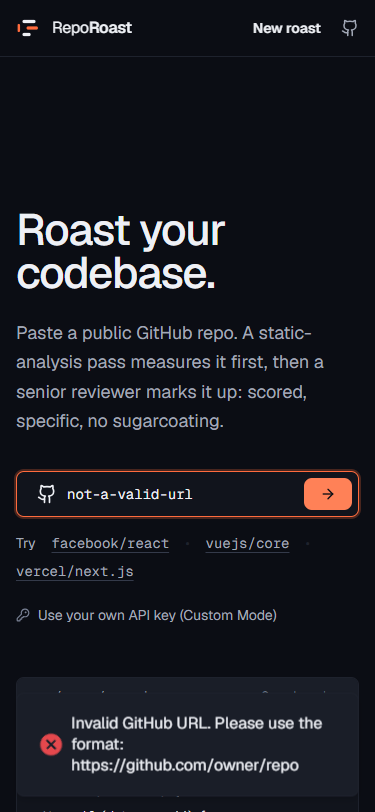 RepoRoast New roast
Roast your
codebase.
Paste a public GitHub repo. A static-
analysis pass measures it first, then a
senior reviewer marks it up: scored,
specific, no sugarcoating.
not-a-valid-url
Try facebook/react · vuejs/core ·
vercel/next.js
Use your own API key (Custom Mode)
Invalid GitHub URL. Please use the
format:
https://github.com/owner/repo